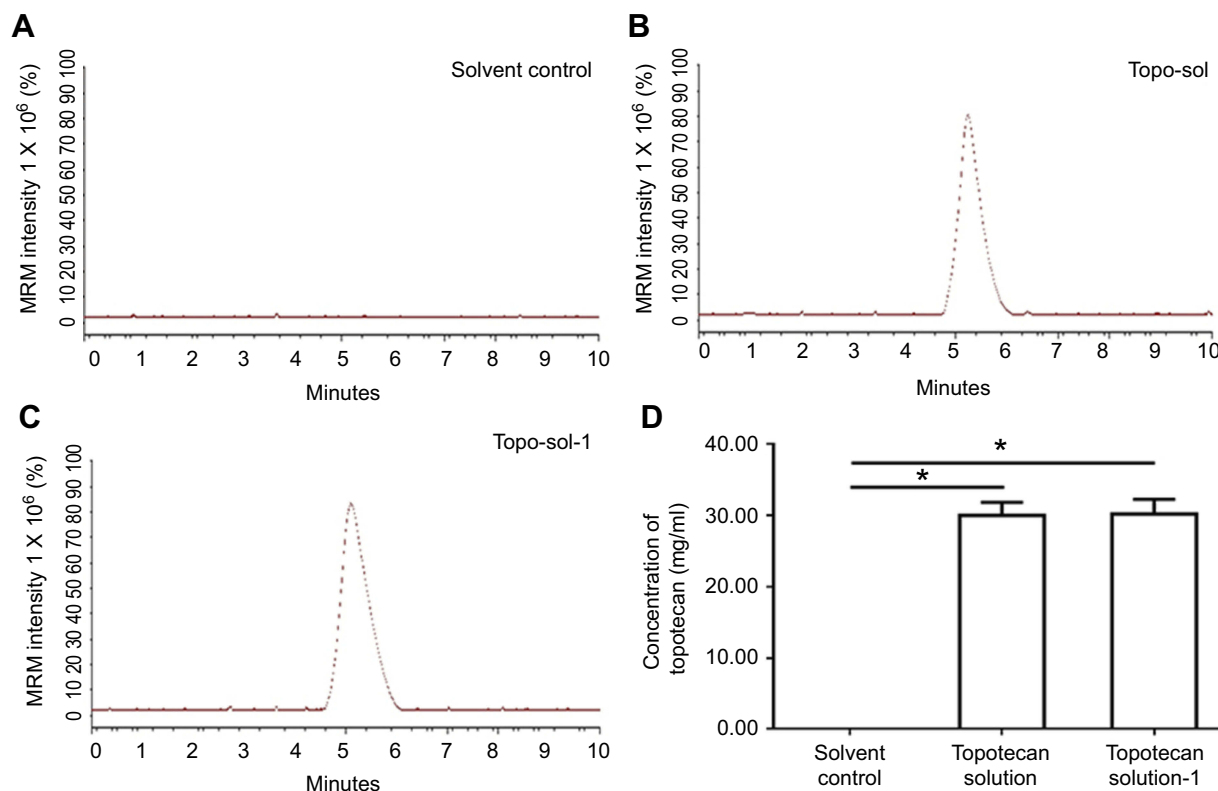 A
MRM intensity 1 X 10⁶ (%)
0 10 20 30 40 50 60 70 80 90 100
Solvent control
0 1 2 3 4 5 6 7 8 9 10
Minutes
B
MRM intensity 1 X 10⁶ (%)
0 10 20 30 40 50 60 70 80 90 100
Topo-sol
0 1 2 3 4 5 6 7 8 9 10
Minutes
C
MRM intensity 1 X 10⁶ (%)
0 10 20 30 40 50 60 70 80 90 100
Topo-sol-1
0 1 2 3 4 5 6 7 8 9 10
Minutes
D
Concentration of
topotecan (mg/ml)
40.00
30.00
20.00
10.00
0.00
*
*
Solvent
control
Topotecan
solution
Topotecan
solution-1